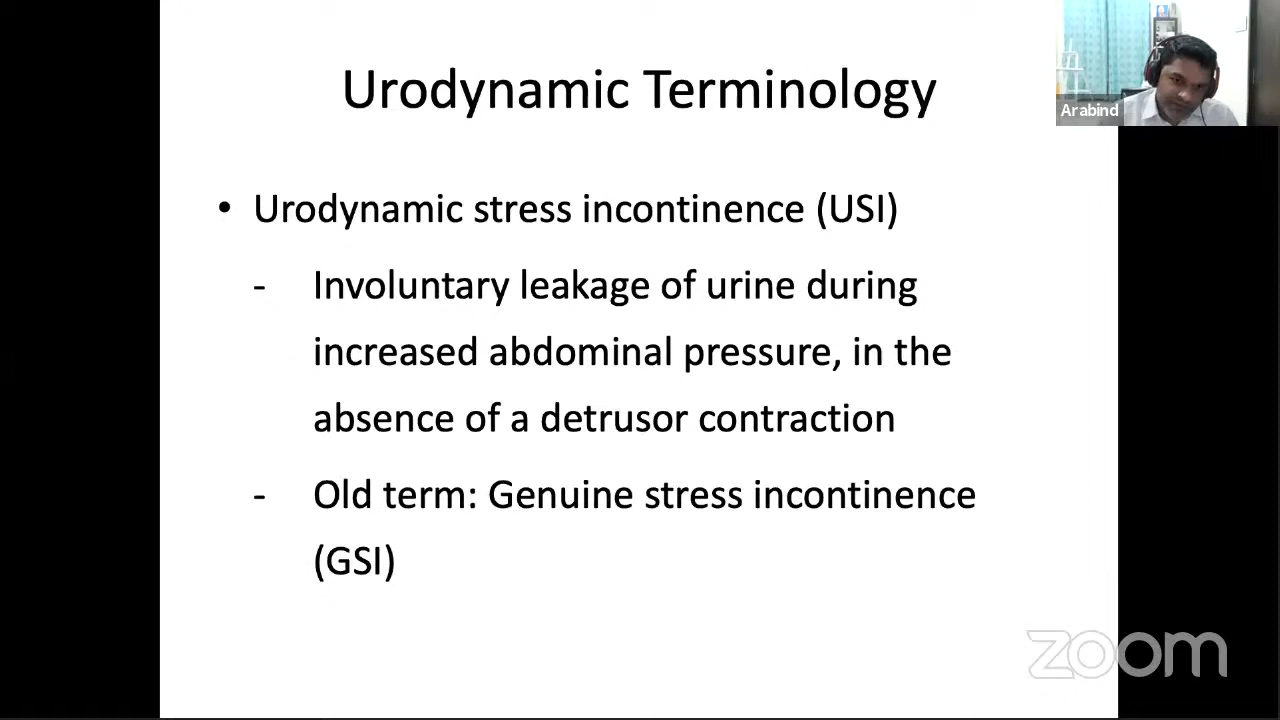 Urodynamic Terminology
Arabind
• Urodynamic stress incontinence (USI)
- Involuntary leakage of urine during
increased abdominal pressure, in the
absence of a detrusor contraction
- Old term: Genuine stress incontinence
(GSI)
zoom